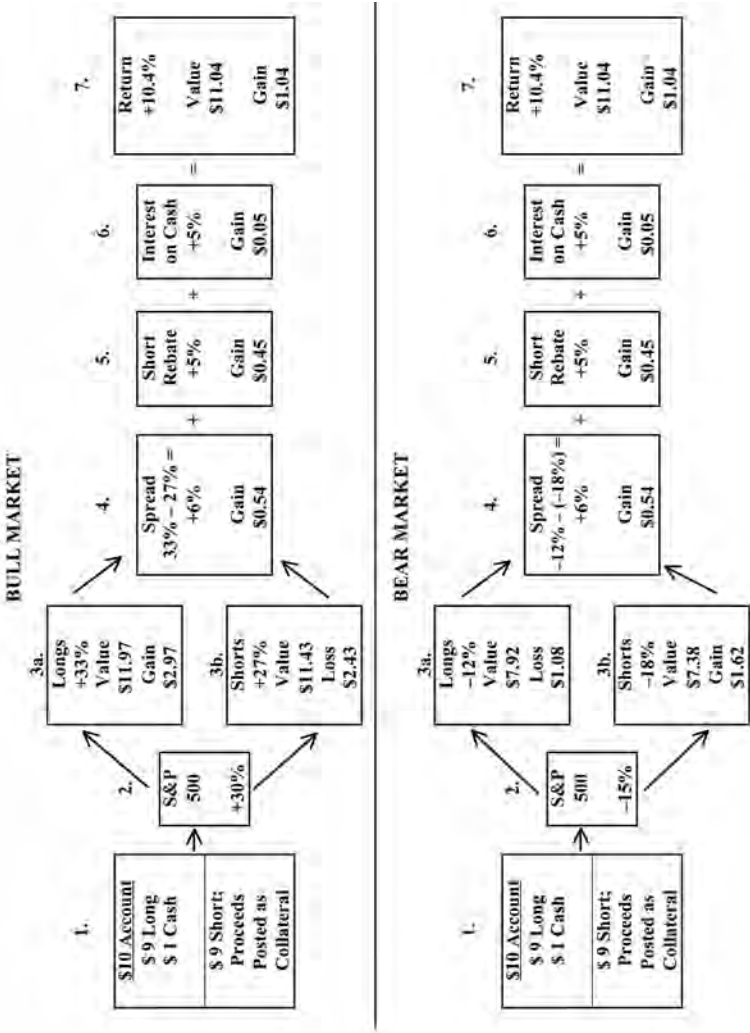 BULL MARKET
1.
$10 Account
$ 9 Long
$ 1 Cash
$ 9 Short;
Proceeds
Posted as
Collateral
2.
S&P
500
+30%
3a.
Longs
+33%
Value
$11.97
Gain
$2.97
3b.
Shorts
+27%
Value
$11.43
Loss
$2.43
4.
Spread
33% – 27% =
+6%
Gain
$0.54
+
5.
Short
Rebate
+5%
Gain
$0.45
+
6.
Interest
on Cash
+5%
Gain
$0.05
=
7.
Return
+10.4%
Value
$11.04
Gain
$1.04
BEAR MARKET
1.
$10 Account
$ 9 Long
$ 1 Cash
$ 9 Short;
Proceeds
Posted as
Collateral
2.
S&P
500
–15%
3a.
Longs
–12%
Value
$7.92
Loss
$1.08
3b.
Shorts
–18%
Value
$7.38
Gain
$1.62
4.
Spread
–12% – (–18%) =
+6%
Gain
$0.54
+
5.
Short
Rebate
+5%
Gain
$0.45
+
6.
Interest
on Cash
+5%
Gain
$0.05
=
7.
Return
+10.4%
Value
$11.04
Gain
$1.04